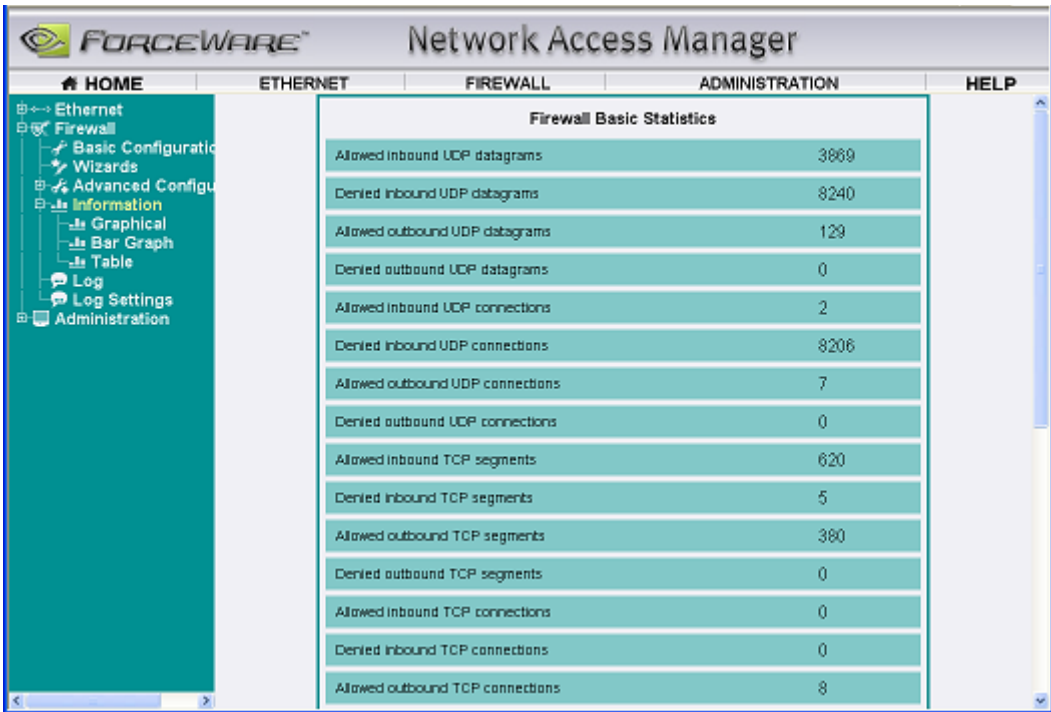 FORCEWARE™ Network Access Manager
HOME ETHERNET FIREWALL ADMINISTRATION HELP
Ethernet
Firewall
Basic Configuratio
Wizards
Advanced Configu
Information
Graphical
Bar Graph
Table
Log
Log Settings
Administration
Firewall Basic Statistics
Allowed inbound UDP datagrams 3869
Denied inbound UDP datagrams 8240
Allowed outbound UDP datagrams 129
Denied outbound UDP datagrams 0
Allowed inbound UDP connections 2
Denied inbound UDP connections 8206
Allowed outbound UDP connections 7
Denied outbound UDP connections 0
Allowed inbound TCP segments 620
Denied inbound TCP segments 5
Allowed outbound TCP segments 380
Denied outbound TCP segments 0
Allowed inbound TCP connections 0
Denied inbound TCP connections 0
Allowed outbound TCP connections 8